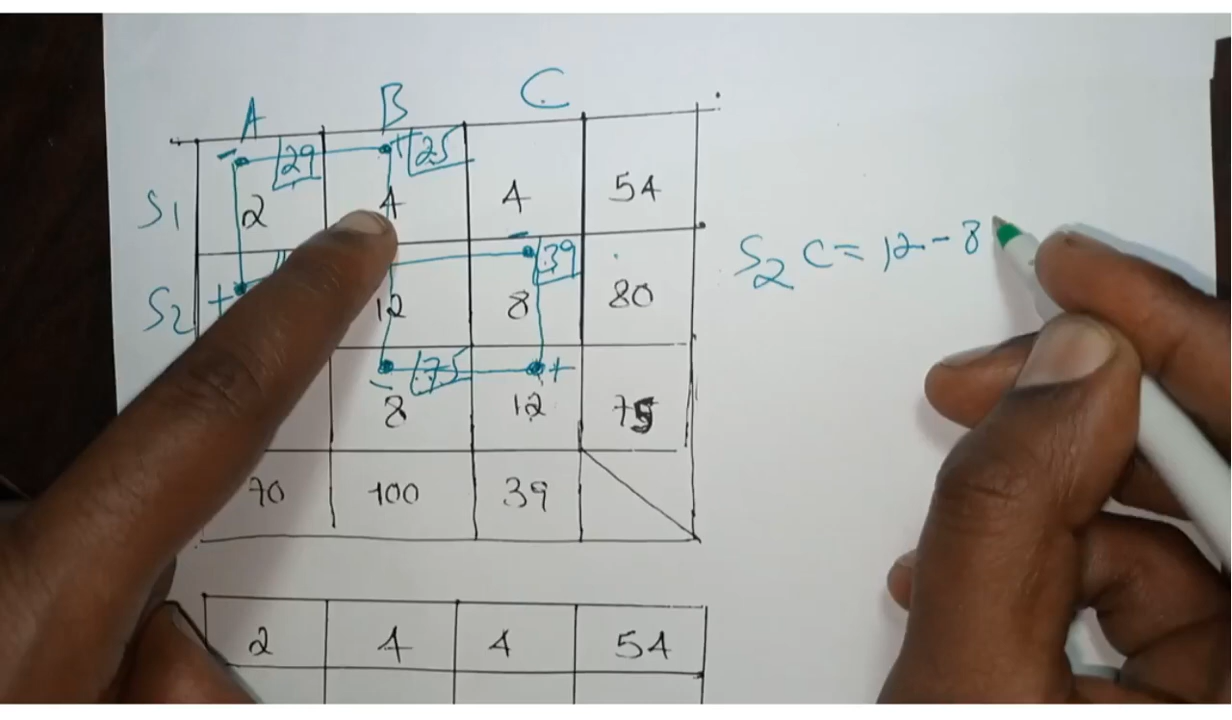 A B C
S1 - 29 2 + 25 4 4 54
S2 + 12 - 39 8 80
- 75 8 + 12 75
70 100 39
S2 C = 12 - 8
2 4 4 54